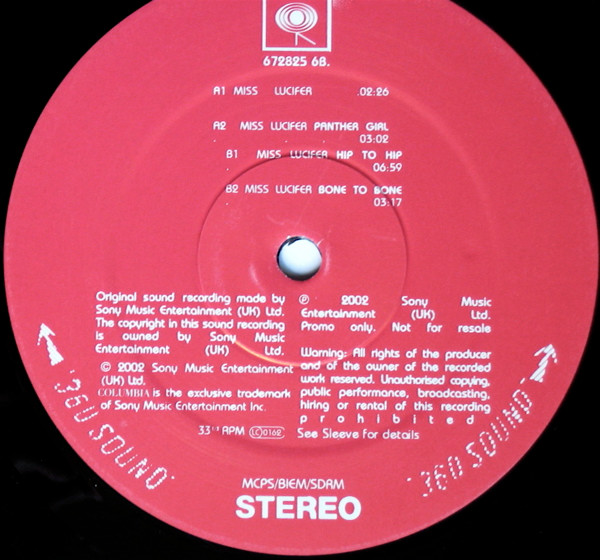 672825 68.
A1 MISS LUCIFER .02:26
A2 MISS LUCIFER PANTHER GIRL
03:02
B1 MISS LUCIFER HIP TO HIP
06:59
B2 MISS LUCIFER BONE TO BONE
03:17
Original sound recording made by
Sony Music Entertainment (UK) Ltd.
The copyright in this sound recording
is owned by Sony Music
Entertainment (UK) Ltd.
© 2002 Sony Music Entertainment
(UK) Ltd.
COLUMBIA is the exclusive trademark
of Sony Music Entertainment Inc.
℗ 2002 Sony Music
Entertainment (UK) Ltd.
Promo only. Not for resale
Warning: All rights of the producer
and of the owner of the recorded
work reserved. Unauthorised copying,
public performance, broadcasting,
hiring or rental of this recording
prohibited
33⅓ RPM LC0162 See Sleeve for details
'360 SOUND'
'360 SOUND'
MCPS/BIEM/SDRM
STEREO